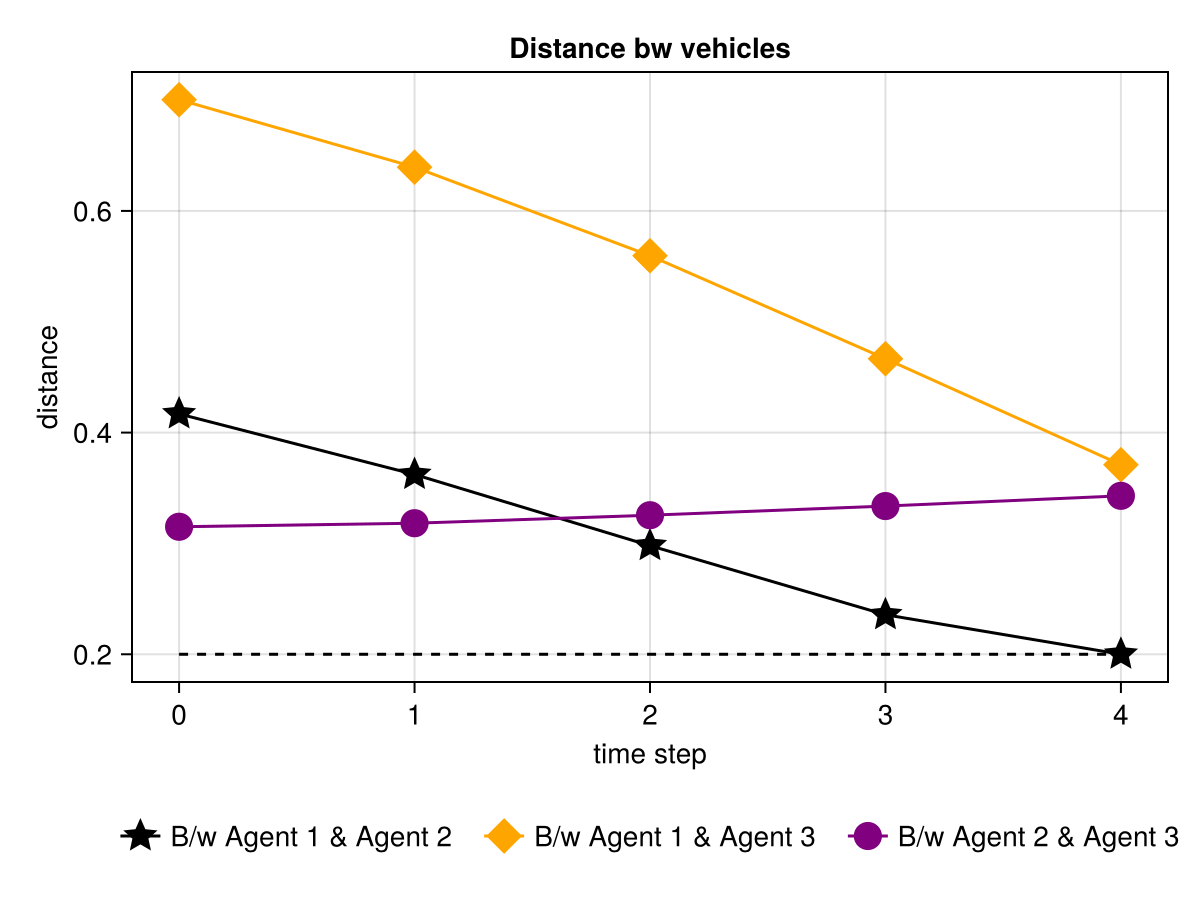 Distance bw vehicles
distance
0.6
0.4
0.2
0 1 2 3 4
time step
B/w Agent 1 & Agent 2 B/w Agent 1 & Agent 3 B/w Agent 2 & Agent 3